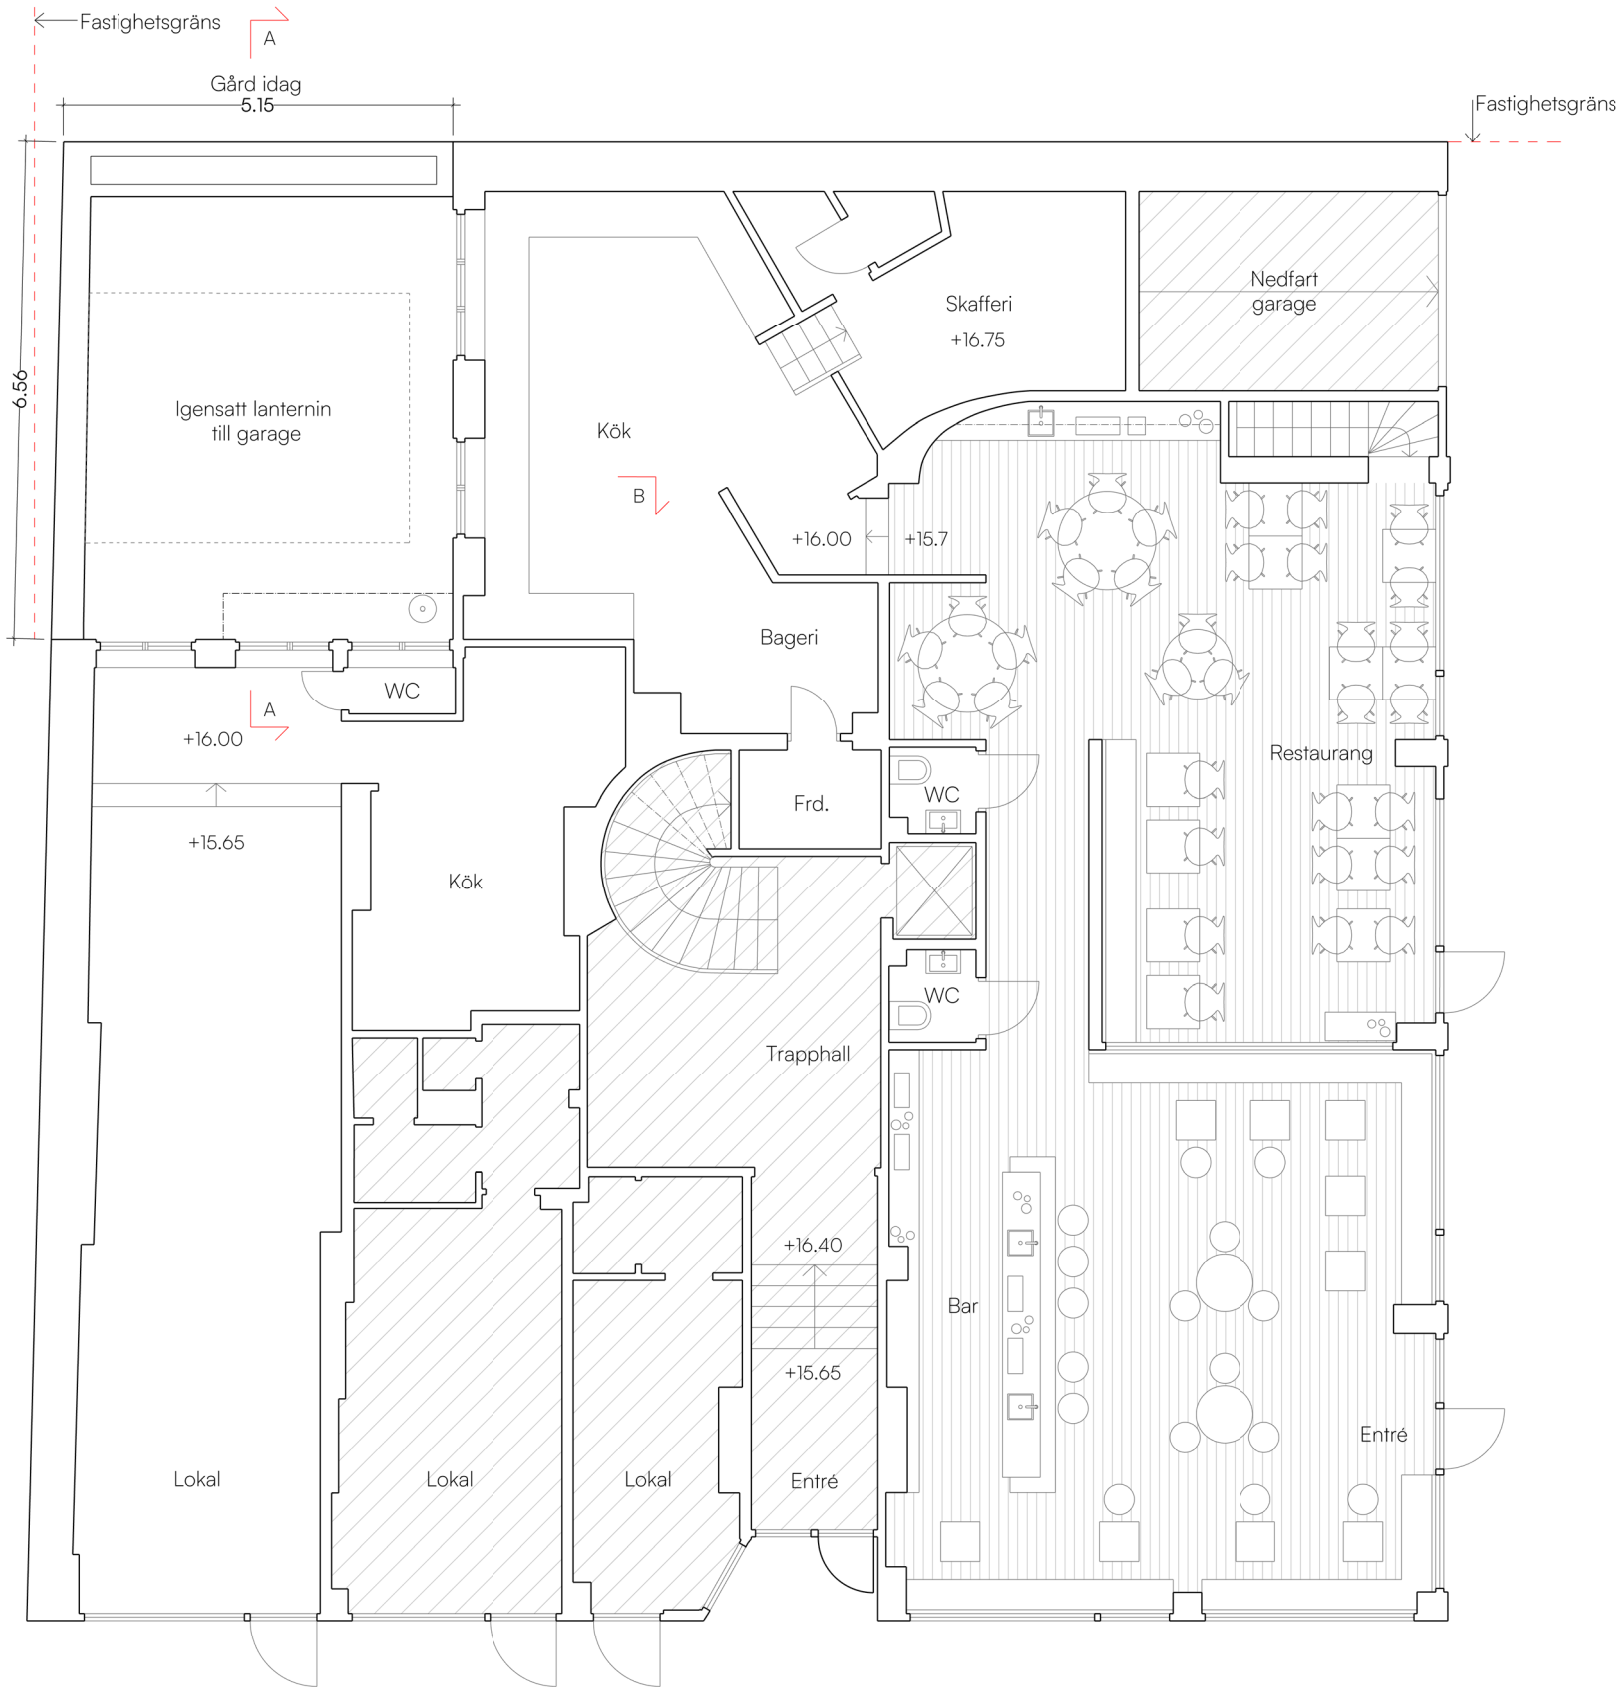 Fastighetsgräns
A
Gård idag
5.15
Fastighetsgräns
Nedfart
garage
Skafferi
+16.75
6.56
Igensatt lanternin
till garage
Kök
B
+16.00
+15.7
Bageri
WC
A
+16.00
Restaurang
WC
Frd.
+15.65
Kök
WC
Trapphall
+16.40
Bar
+15.65
Entré
Lokal
Lokal
Lokal
Entré